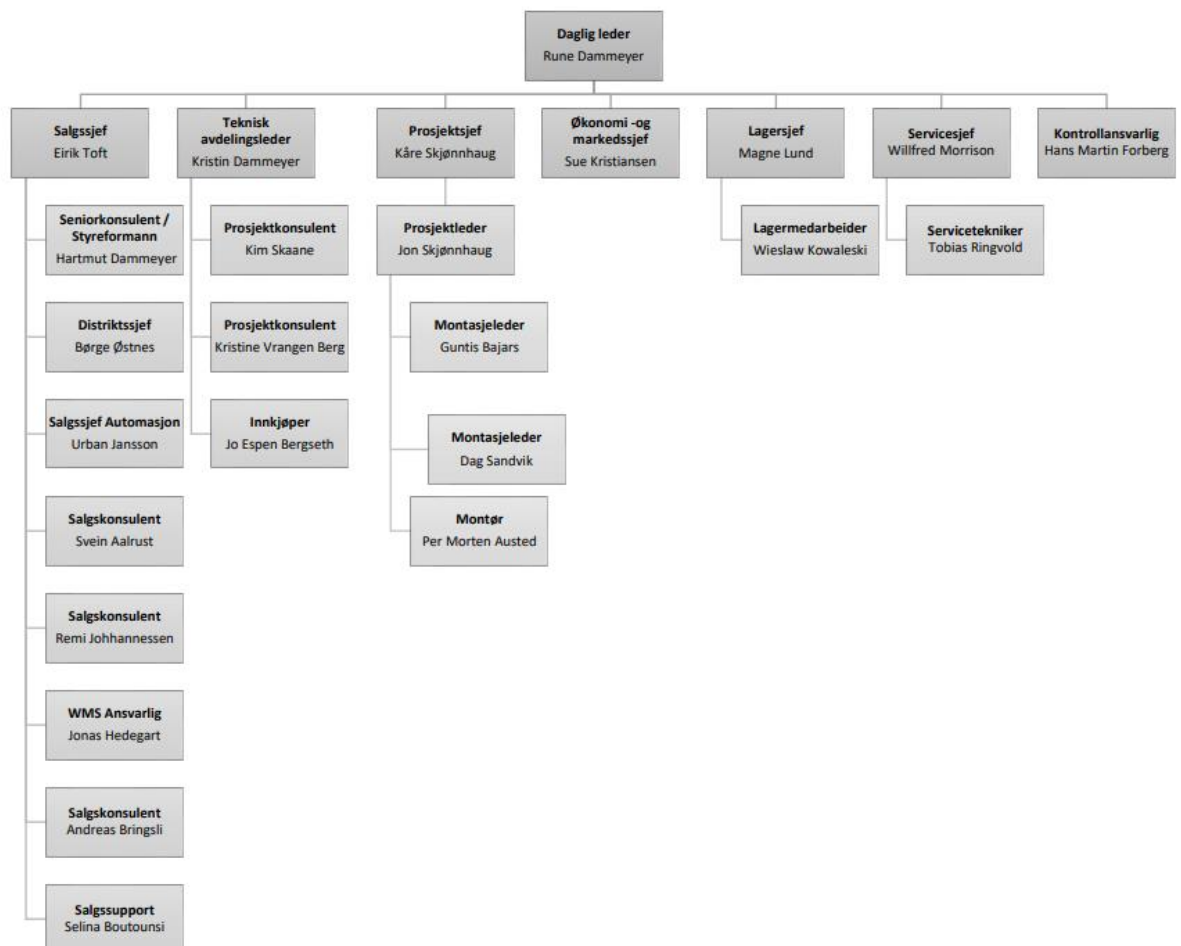 Daglig leder
Rune Dammeyer
Salgssjef
Eirik Toft
Teknisk
avdelingsleder
Kristin Dammeyer
Prosjektsjef
Kåre Skjønnhaug
Økonomi -og
markedssjef
Sue Kristiansen
Lagersjef
Magne Lund
Servicesjef
Willfred Morrison
Kontrollansvarlig
Hans Martin Forberg
Seniorkonsulent /
Styreformann
Hartmut Dammeyer
Prosjektkonsulent
Kim Skaane
Prosjektleder
Jon Skjønnhaug
Lagermedarbeider
Wieslaw Kowaleski
Servicetekniker
Tobias Ringvold
Distriktssjef
Børge Østnes
Prosjektkonsulent
Kristine Vrangen Berg
Montasjeleder
Guntis Bajars
Salgssjef Automasjon
Urban Jansson
Innkjøper
Jo Espen Bergseth
Montasjeleder
Dag Sandvik
Salgskonsulent
Svein Aalrust
Montør
Per Morten Austed
Salgskonsulent
Remi Johhannessen
WMS Ansvarlig
Jonas Hedegart
Salgskonsulent
Andreas Bringsli
Salgssupport
Selina Boutounsi